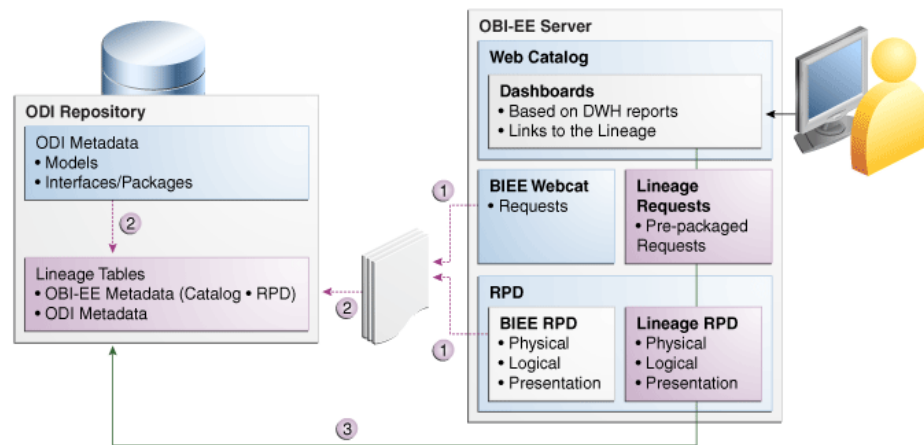 OBI-EE Server
Web Catalog
Dashboards
• Based on DWH reports
• Links to the Lineage
ODI Repository
ODI Metadata
• Models
• Interfaces/Packages
2
Lineage Tables
• OBI-EE Metadata (Catalog • RPD)
• ODI Metadata
1
2
1
BIEE Webcat
• Requests
Lineage
Requests
• Pre-packaged
Requests
RPD
BIEE RPD
• Physical
• Logical
• Presentation
Lineage RPD
• Physical
• Logical
• Presentation
3